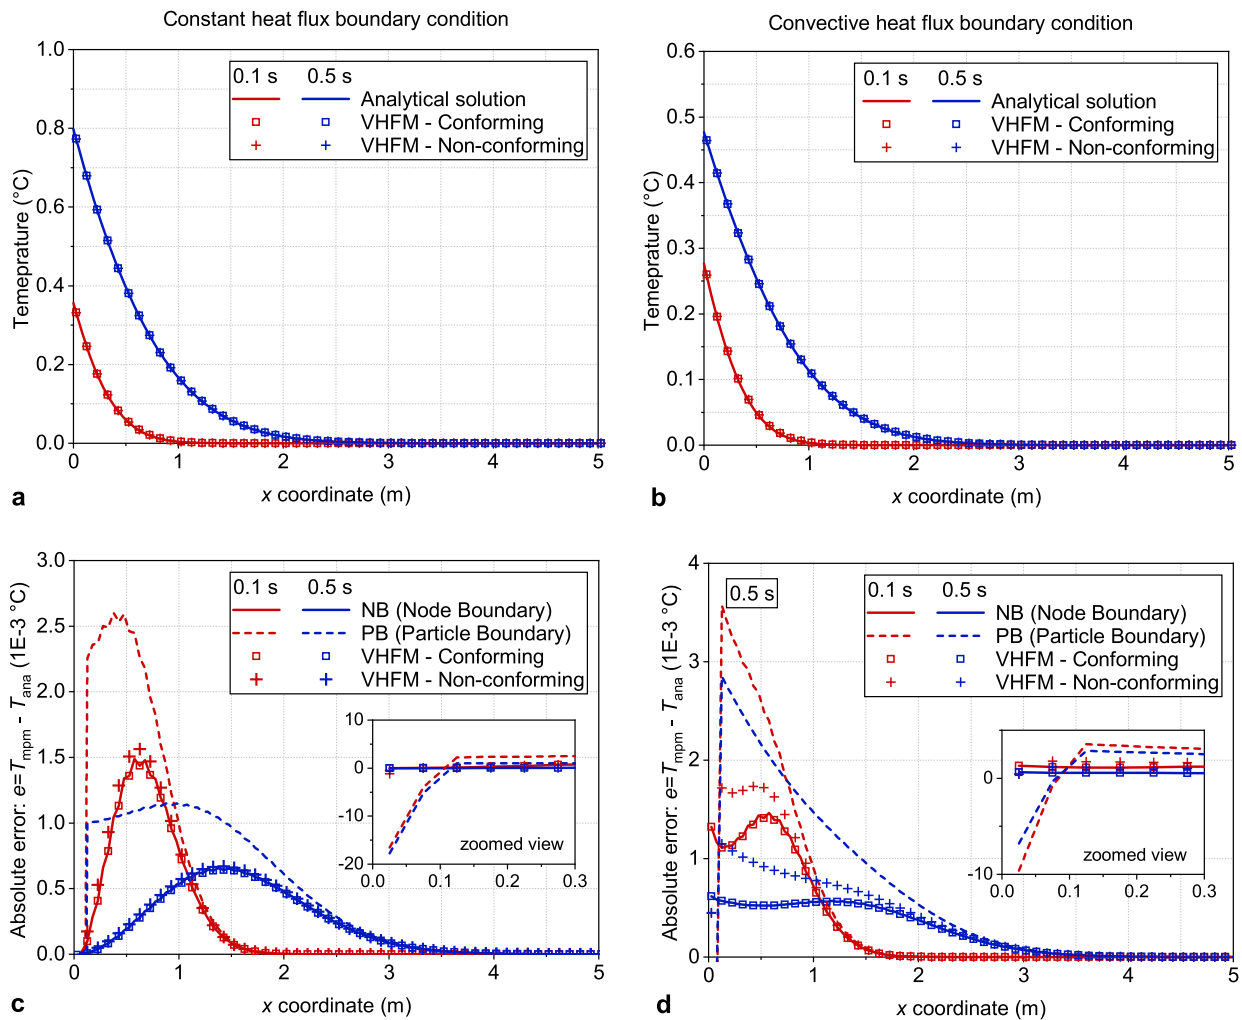 Constant heat flux boundary condition
1.0
0.8
0.6
0.4
0.2
0.0
Temeprature (°C)
0.1 s 0.5 s
Analytical solution
VHFM - Conforming
VHFM - Non-conforming
0 1 2 3 4 5
x coordinate (m)
a
Convective heat flux boundary condition
0.6
0.5
0.4
0.3
0.2
0.1
0.0
Temeprature (°C)
0.1 s 0.5 s
Analytical solution
VHFM - Conforming
VHFM - Non-conforming
0 1 2 3 4 5
x coordinate (m)
b
3.0
2.5
2.0
1.5
1.0
0.5
0.0
Absolute error: e=Tmpm - Tana (1E-3 °C)
0.1 s 0.5 s
NB (Node Boundary)
PB (Particle Boundary)
VHFM - Conforming
VHFM - Non-conforming
10
0
-10
-20
zoomed view
0.0 0.1 0.2 0.3
0 1 2 3 4 5
x coordinate (m)
c
4
3
2
1
0
Absolute error: e=Tmpm - Tana (1E-3 °C)
0.5 s
0.1 s 0.5 s
NB (Node Boundary)
PB (Particle Boundary)
VHFM - Conforming
VHFM - Non-conforming
0
-10
zoomed view
0.0 0.1 0.2 0.3
0 1 2 3 4 5
x coordinate (m)
d